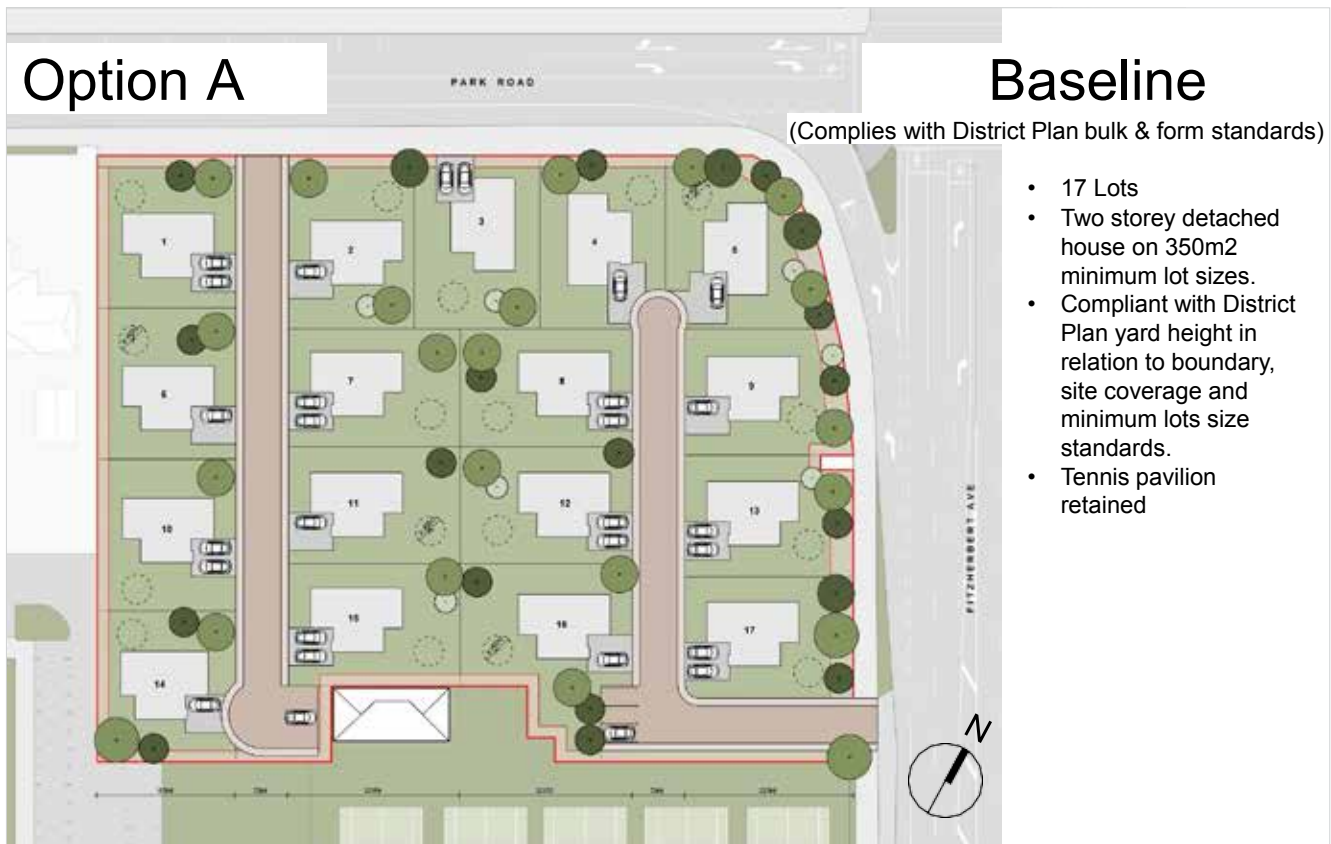 Option A
PARK ROAD
Baseline
(Complies with District Plan bulk & form standards)
• 17 Lots
• Two storey detached
house on 350m2
minimum lot sizes.
• Compliant with District
Plan yard height in
relation to boundary,
site coverage and
minimum lots size
standards.
• Tennis pavilion
retained
1
2
3
4
5
6
7
8
9
10
11
12
13
14
15
16
17
FITZHERBERT AVE
N